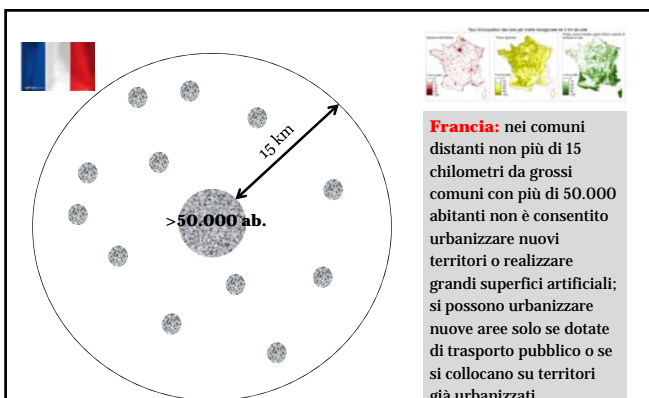 15 km
>50.000 ab.
Francia: nei comuni
distanti non più di 15
chilometri da grossi
comuni con più di 50.000
abitanti non è consentito
urbanizzare nuovi
territori o realizzare
grandi superfici artificiali;
si possono urbanizzare
nuove aree solo se dotate
di trasporto pubblico o se
si collocano su territori
già urbanizzati